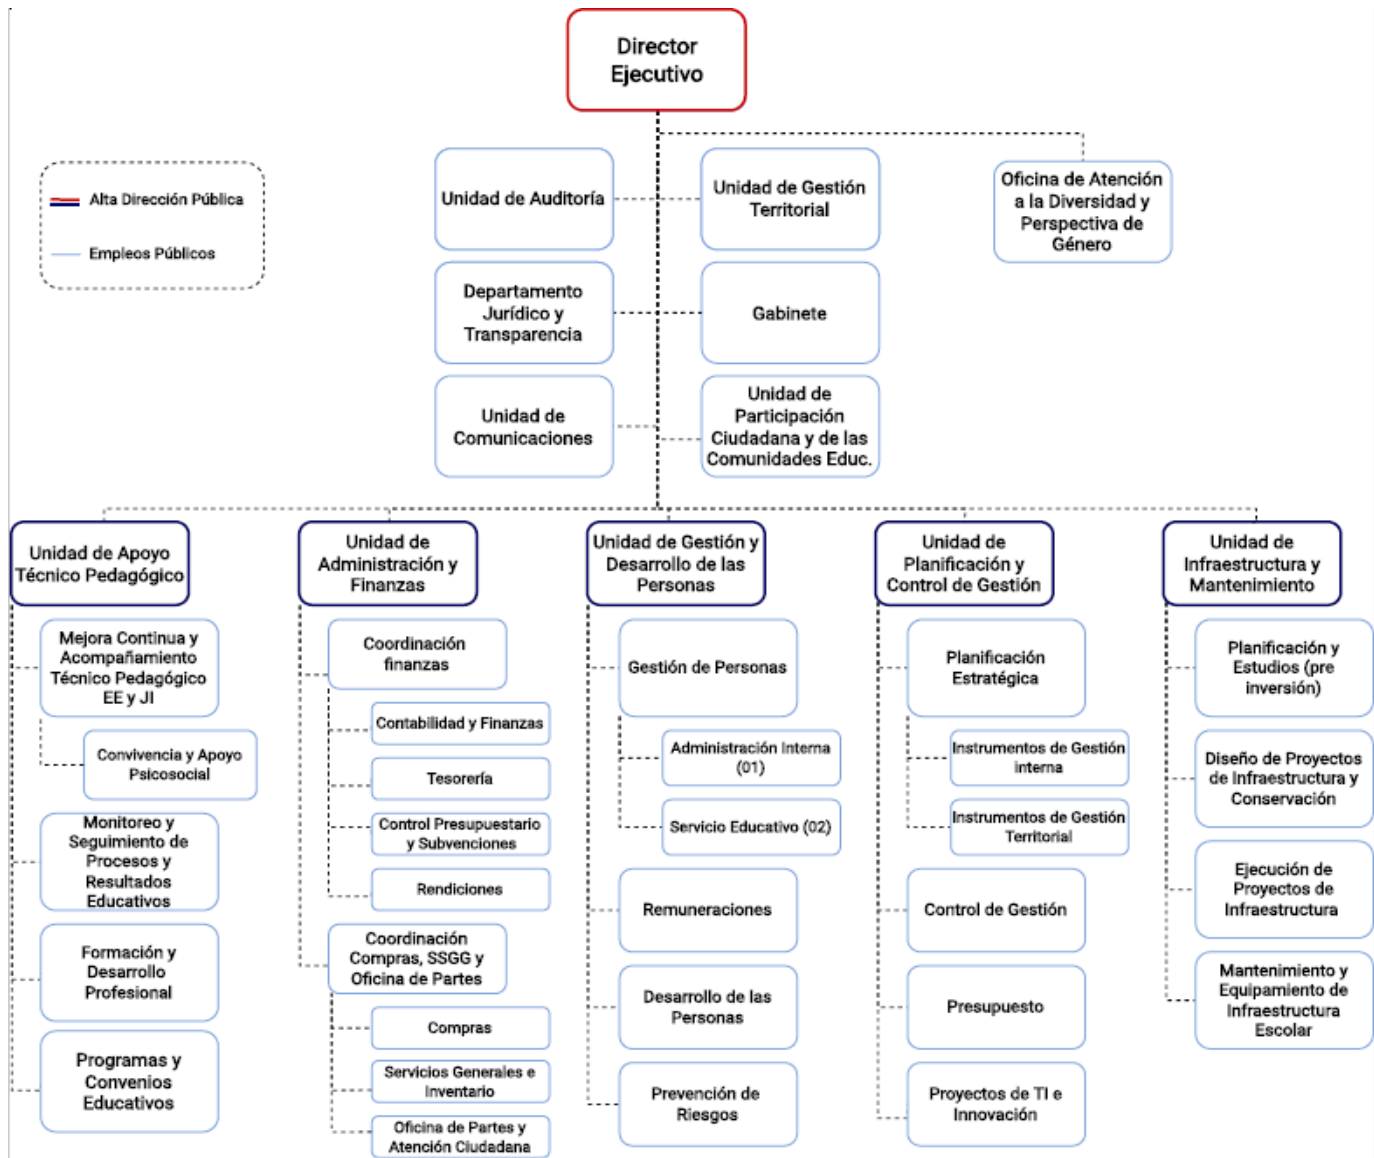 Director
Ejecutivo
Alta Dirección Pública
Empleos Públicos
Unidad de Auditoría
Unidad de Gestión
Territorial
Oficina de Atención
a la Diversidad y
Perspectiva de
Género
Departamento
Jurídico y
Transparencia
Gabinete
Unidad de
Comunicaciones
Unidad de
Participación
Ciudadana y de las
Comunidades Educ.
Unidad de Apoyo
Técnico Pedagógico
Mejora Continua y
Acompañamiento
Técnico Pedagógico
EE y JI
Convivencia y Apoyo
Psicosocial
Monitoreo y
Seguimiento de
Procesos y
Resultados
Educativos
Formación y
Desarrollo
Profesional
Programas y
Convenios
Educativos
Unidad de
Administración y
Finanzas
Coordinación
finanzas
Contabilidad y Finanzas
Tesorería
Control Presupuestario
y Subvenciones
Rendiciones
Coordinación
Compras, SSGG y
Oficina de Partes
Compras
Servicios Generales e
Inventario
Oficina de Partes y
Atención Ciudadana
Unidad de Gestión y
Desarrollo de las
Personas
Gestión de Personas
Administración Interna
(01)
Servicio Educativo (02)
Remuneraciones
Desarrollo de las
Personas
Prevención de
Riesgos
Unidad de
Planificación y
Control de Gestión
Planificación
Estratégica
Instrumentos de Gestión
interna
Instrumentos de Gestión
Territorial
Control de Gestión
Presupuesto
Proyectos de TI e
Innovación
Unidad de
Infraestructura y
Mantenimiento
Planificación y
Estudios (pre
inversión)
Diseño de Proyectos
de Infraestructura y
Conservación
Ejecución de
Proyectos de
Infraestructura
Mantenimiento y
Equipamiento de
Infraestructura
Escolar